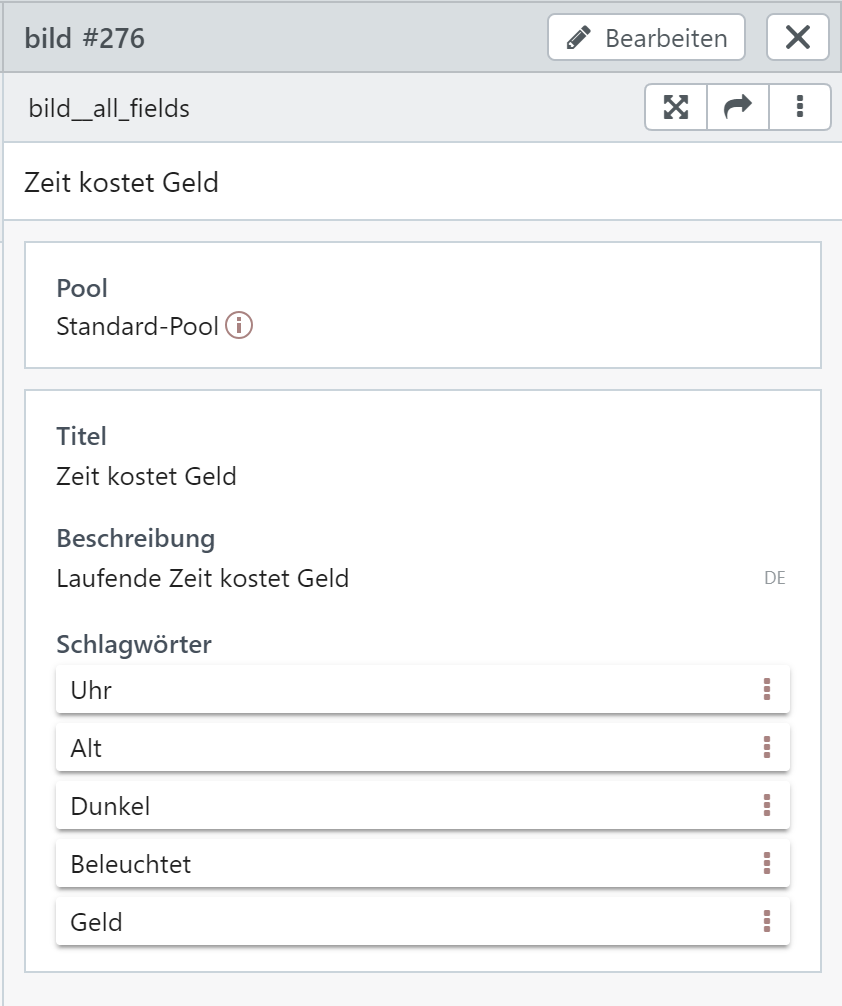 bild #276
Bearbeiten
bild__all_fields
Zeit kostet Geld
Pool
Standard-Pool
Titel
Zeit kostet Geld
Beschreibung
Laufende Zeit kostet Geld
DE
Schlagwörter
Uhr
Alt
Dunkel
Beleuchtet
Geld